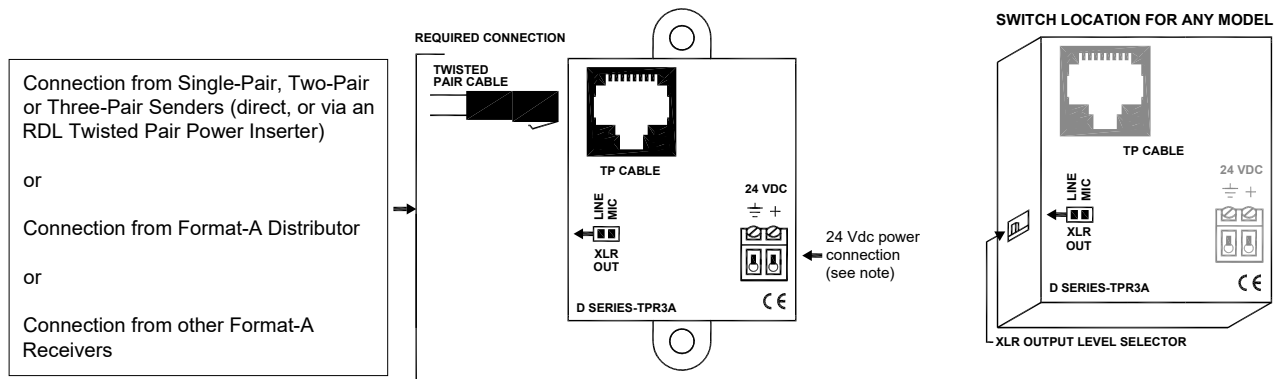 Connection from Single-Pair, Two-Pair
or Three-Pair Senders (direct, or via an
RDL Twisted Pair Power Inserter)
or
Connection from Format-A Distributor
or
Connection from other Format-A
Receivers
REQUIRED CONNECTION
TWISTED
PAIR CABLE
TP CABLE
LINE
MIC
XLR
OUT
24 VDC
+
D SERIES-TPR3A
CE
24 Vdc power
connection
(see note)
SWITCH LOCATION FOR ANY MODEL
TP CABLE
24 VDC
+
LINE
MIC
XLR
OUT
D SERIES-TPR3A
CE
XLR OUTPUT LEVEL SELECTOR